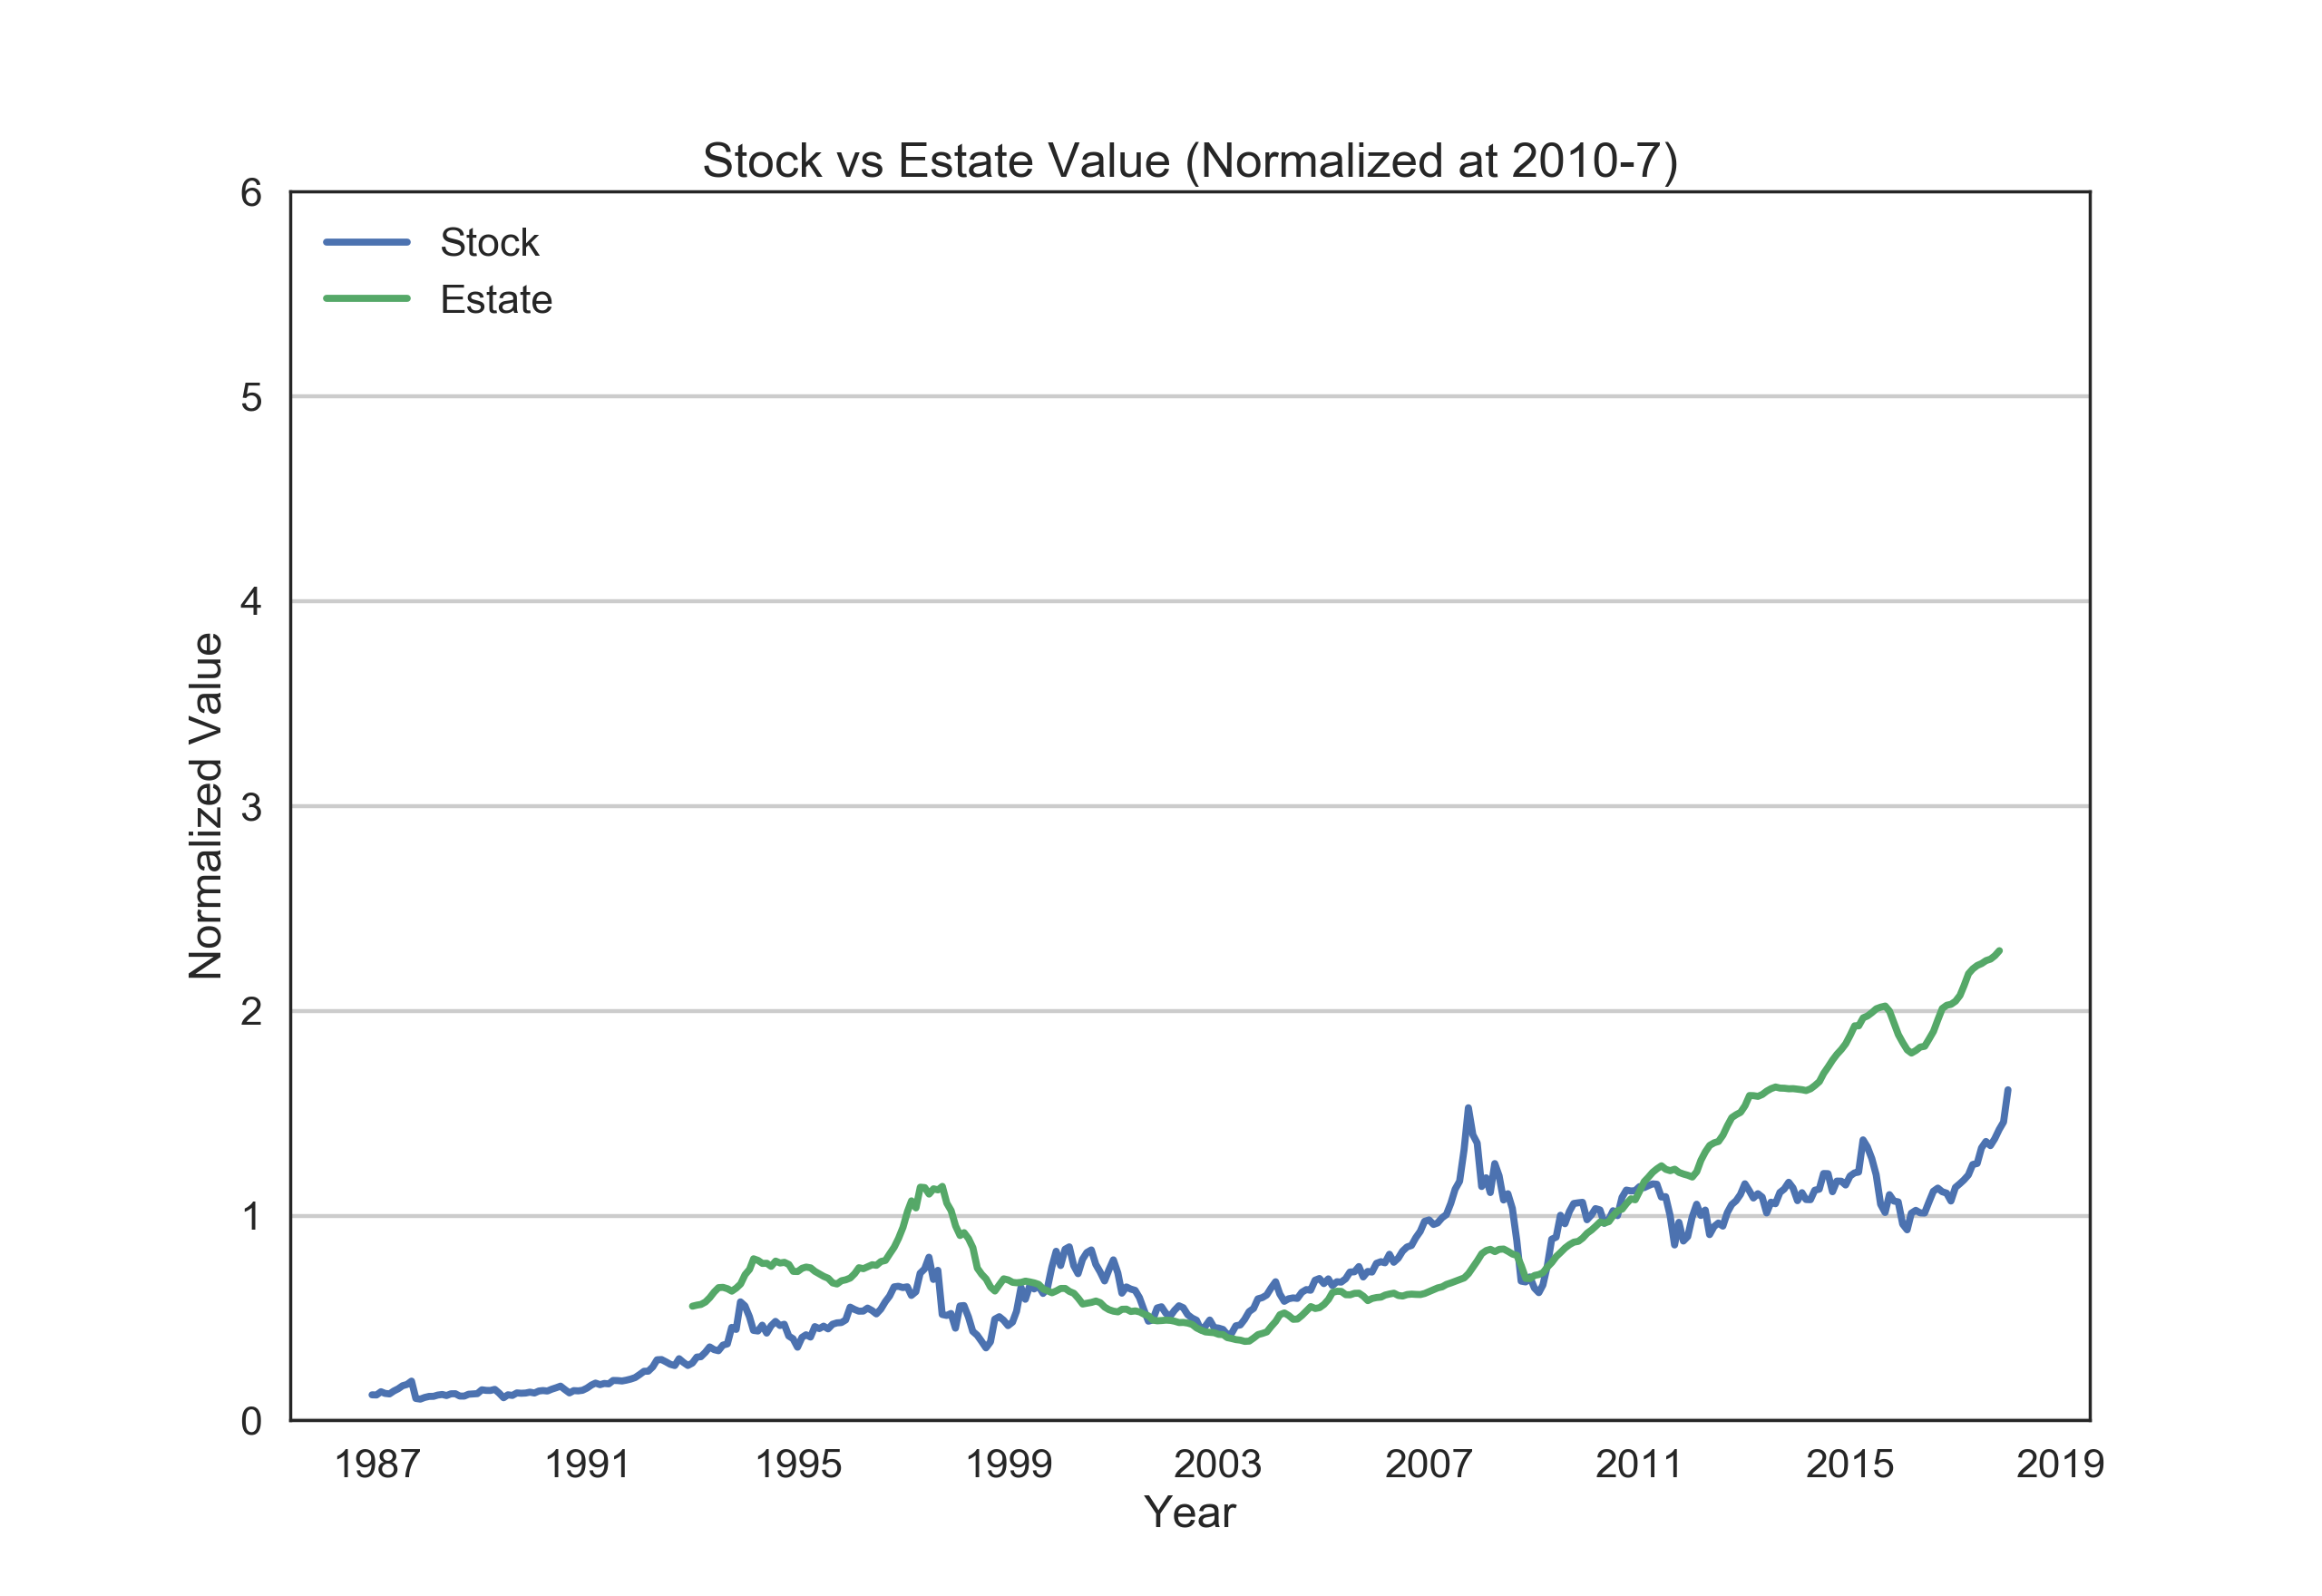 Stock vs Estate Value (Normalized at 2010-7)
6
5
4
3
2
1
0
Normalized Value
Stock
Estate
1987 1991 1995 1999 2003 2007 2011 2015 2019
Year